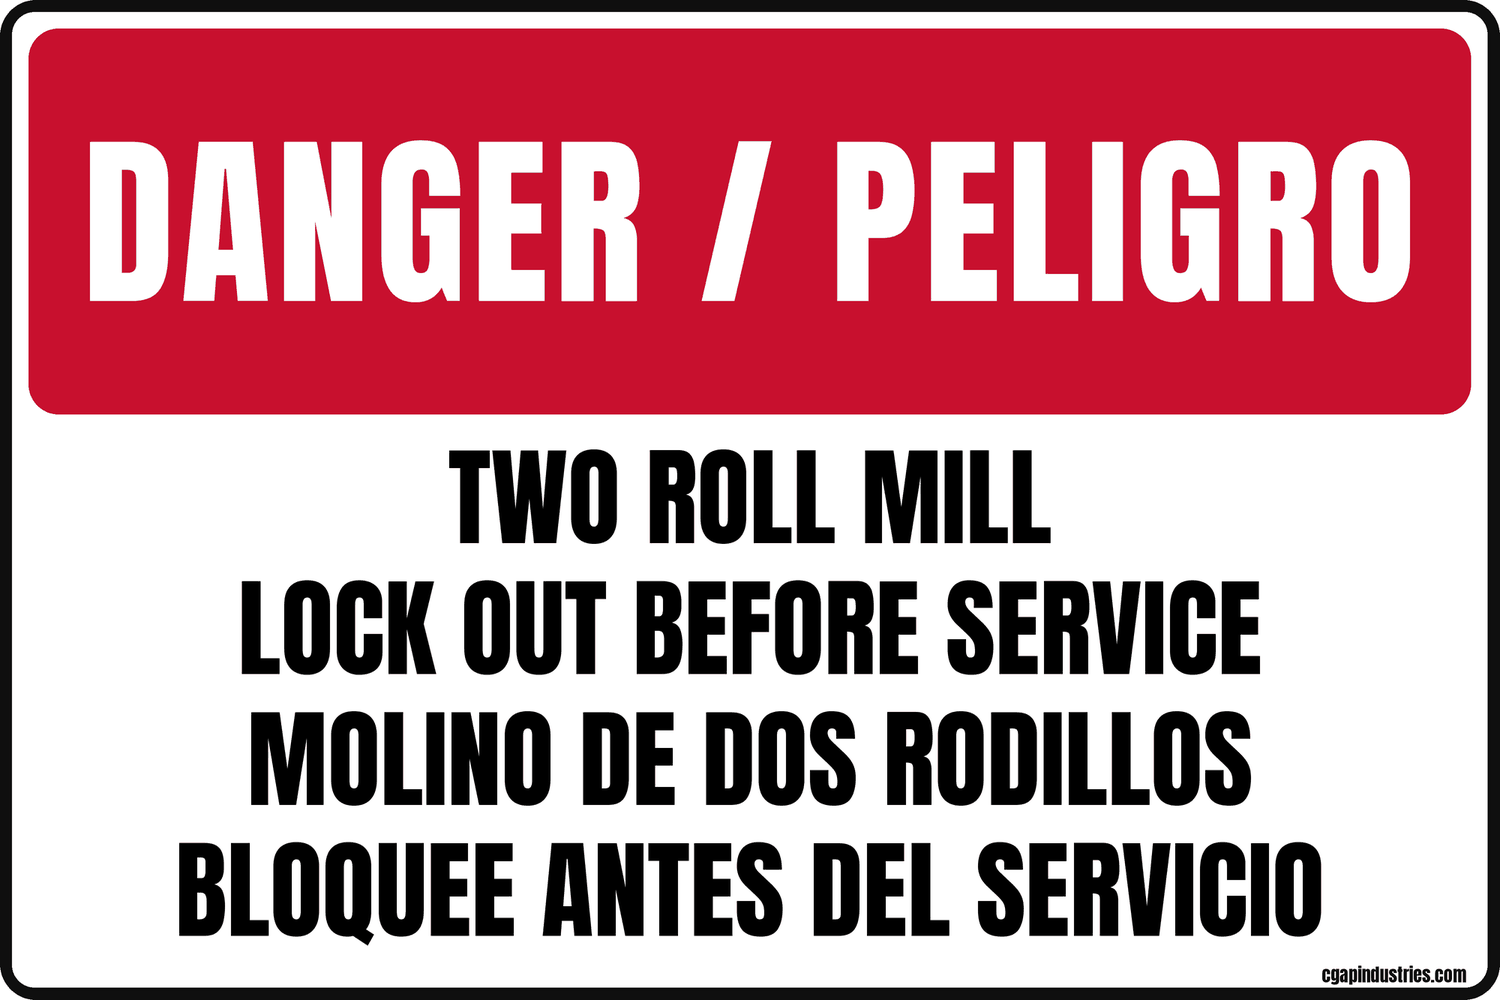 DANGER / PELIGRO
TWO ROLL MILL
LOCK OUT BEFORE SERVICE
MOLINO DE DOS RODILLOS
BLOQUEE ANTES DEL SERVICIO
cgapindustries.com